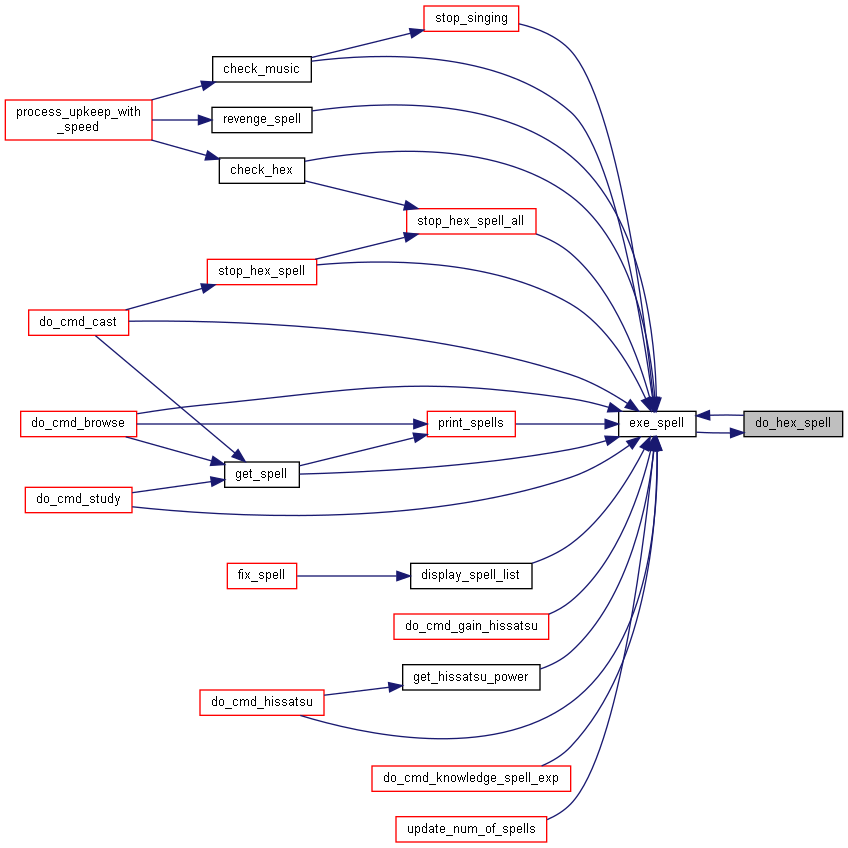 stop_singing
check_music
process_upkeep_with
_speed
revenge_spell
check_hex
stop_hex_spell_all
stop_hex_spell
do_cmd_cast
do_cmd_browse
print_spells
exe_spell
do_hex_spell
get_spell
do_cmd_study
fix_spell
display_spell_list
do_cmd_gain_hissatsu
get_hissatsu_power
do_cmd_hissatsu
do_cmd_knowledge_spell_exp
update_num_of_spells